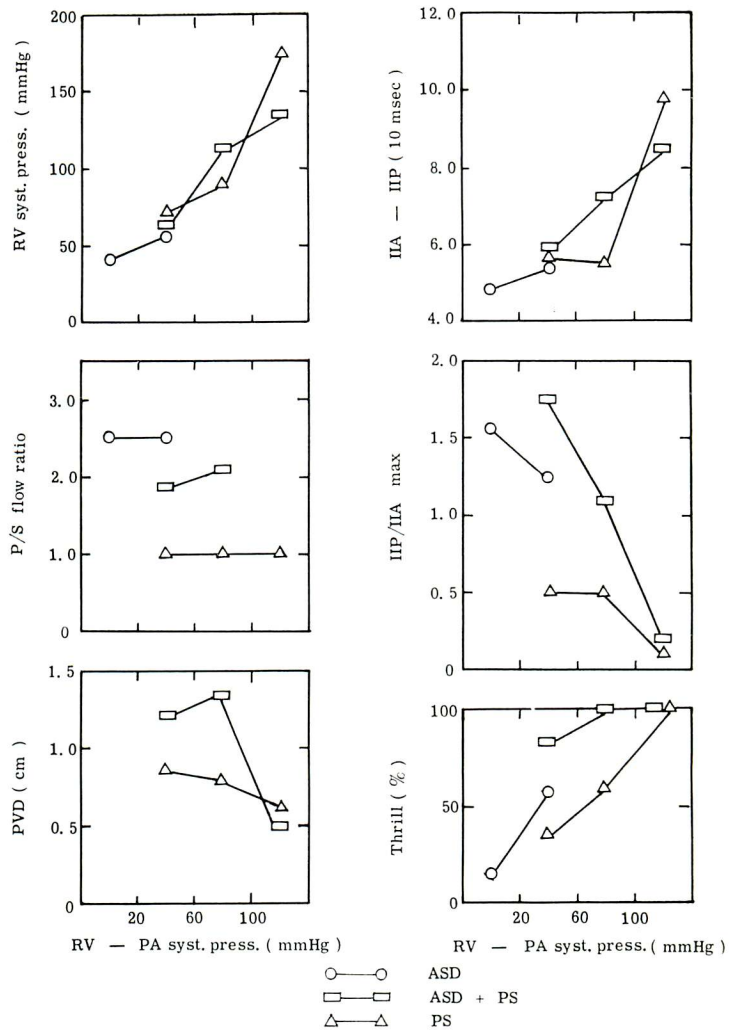 RV syst. press. ( mmHg )
200
150
100
50
0
IIA — IIP ( 10 msec )
12. 0
10. 0
8. 0
6. 0
4. 0
P/S flow ratio
3. 0
2. 0
1. 0
0
IIP/IIA max
2. 0
1. 5
1. 0
0. 5
0
PVD ( cm )
1. 5
1. 0
0. 5
0
20 60 100
RV — PA syst. press. ( mmHg )
Thrill ( % )
100
50
0
20 60 100
RV — PA syst. press. ( mmHg )
ASD
ASD + PS
PS